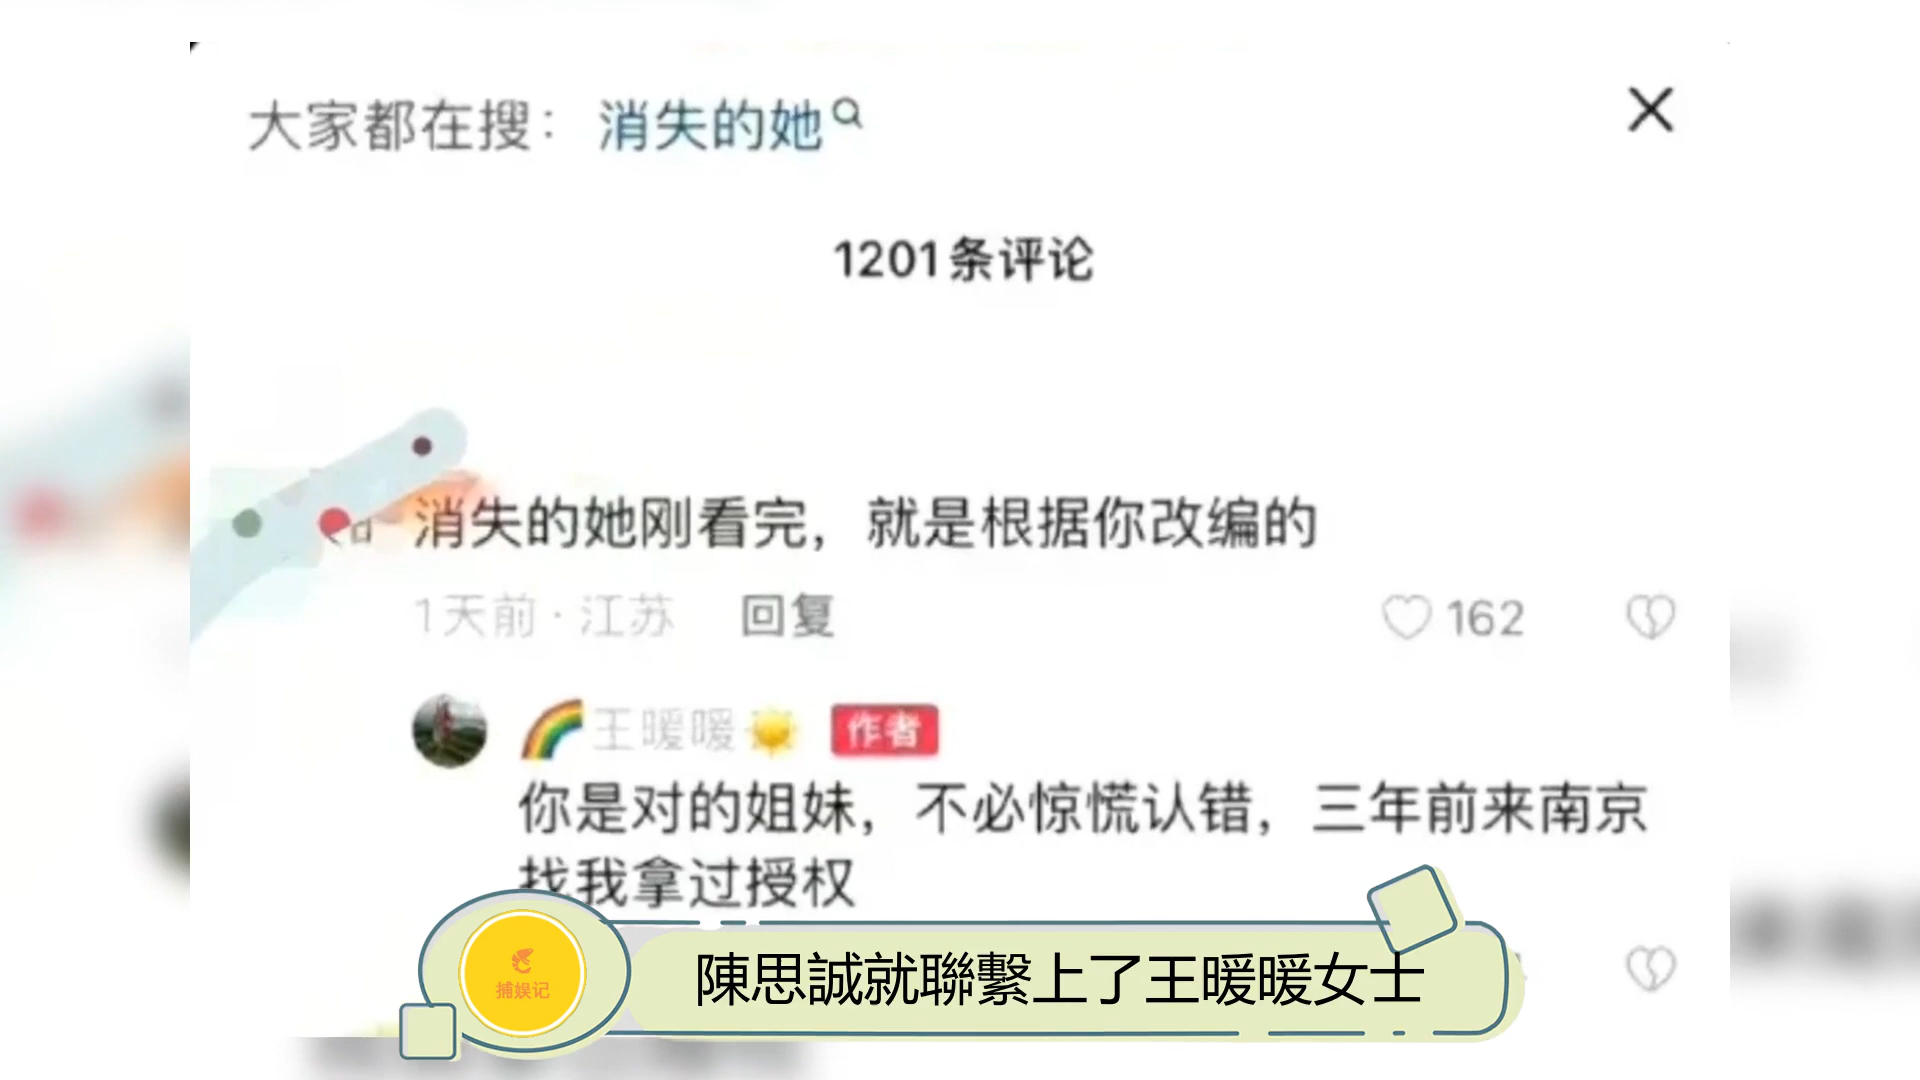 大家都在搜： 消失的她
1201条评论
消失的她刚看完，就是根据你改编的
1天前·江苏 回复 162
王暖暖 作者
你是对的姐妹，不必惊慌认错，三年前来南京
找我拿过授权
陳思誠就聯繫上了王暖暖女士
捕娱记